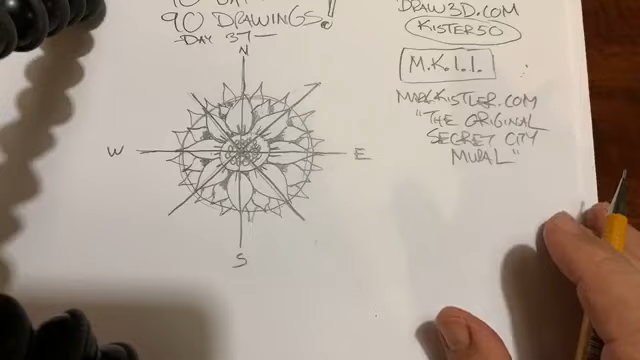 90 DRAWINGS!
DAY 37
N
W
E
S
DRAW3D.COM
KISTER50
M.K.I.I.
MARKKISTLER.COM
"THE ORIGINAL
SECRET CITY
MURAL"